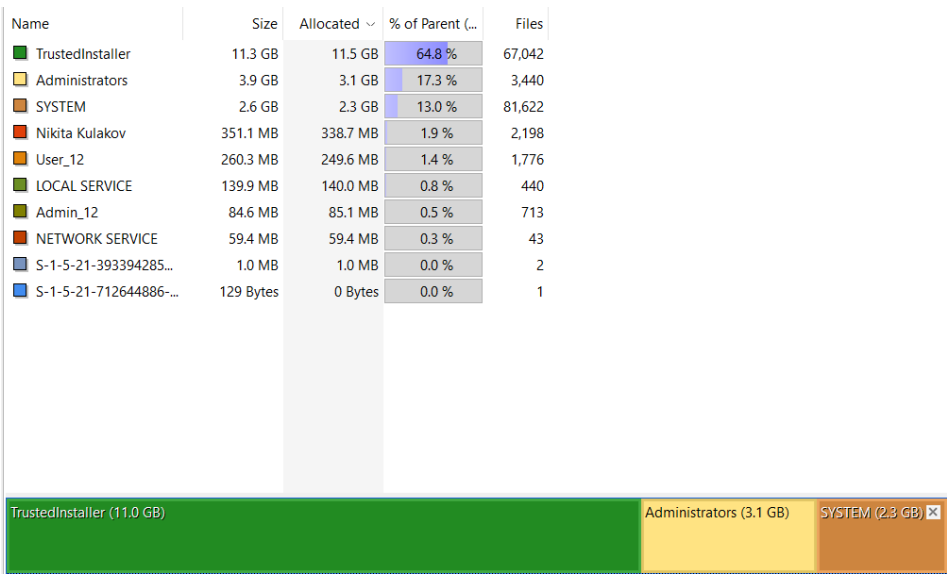 Name Size Allocated % of Parent (... Files
TrustedInstaller 11.3 GB 11.5 GB 64.8 % 67,042
Administrators 3.9 GB 3.1 GB 17.3 % 3,440
SYSTEM 2.6 GB 2.3 GB 13.0 % 81,622
Nikita Kulakov 351.1 MB 338.7 MB 1.9 % 2,198
User_12 260.3 MB 249.6 MB 1.4 % 1,776
LOCAL SERVICE 139.9 MB 140.0 MB 0.8 % 440
Admin_12 84.6 MB 85.1 MB 0.5 % 713
NETWORK SERVICE 59.4 MB 59.4 MB 0.3 % 43
S-1-5-21-393394285... 1.0 MB 1.0 MB 0.0 % 2
S-1-5-21-712644886-... 129 Bytes 0 Bytes 0.0 % 1
TrustedInstaller (11.0 GB) Administrators (3.1 GB) SYSTEM (2.3 GB)